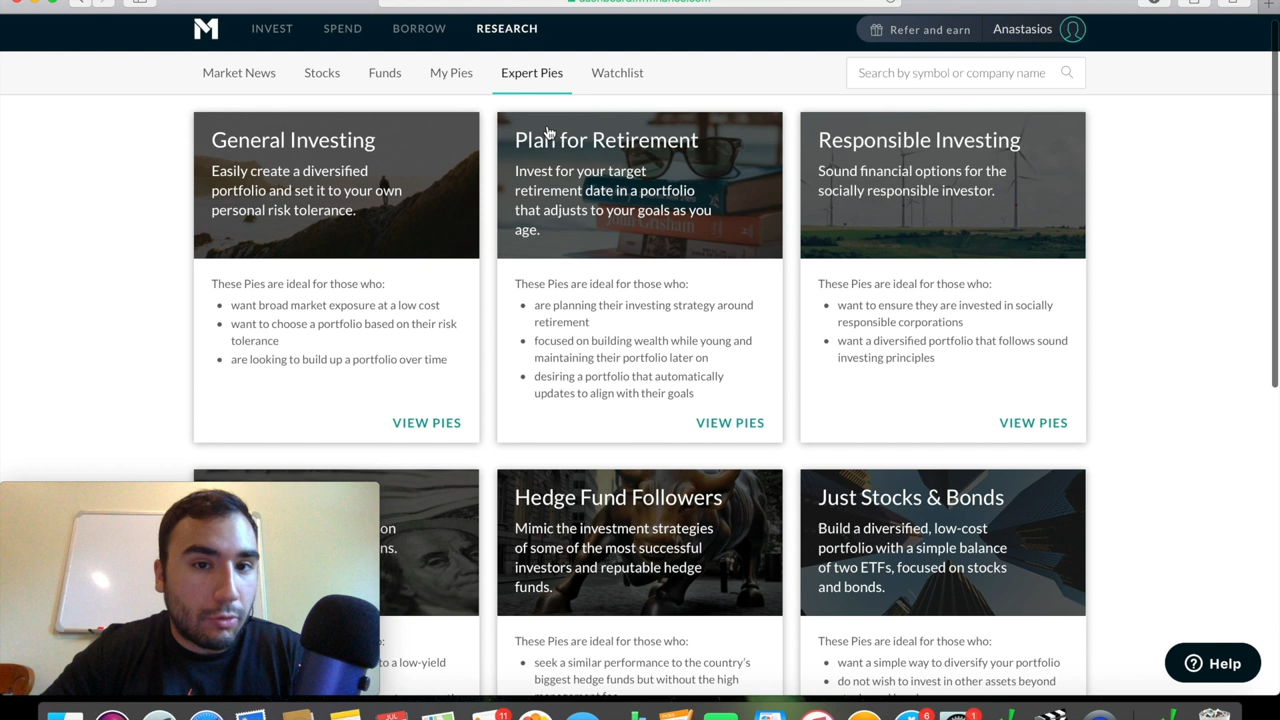 INVEST SPEND BORROW RESEARCH Refer and earn Anastasios
Market News Stocks Funds My Pies Expert Pies Watchlist Search by symbol or company name
General Investing
Easily create a diversified
portfolio and set it to your own
personal risk tolerance.
These Pies are ideal for those who:
• want broad market exposure at a low cost
• want to choose a portfolio based on their risk
tolerance
• are looking to build up a portfolio over time
VIEW PIES
Plan for Retirement
Invest for your target
retirement date in a portfolio
that adjusts to your goals as you
age.
John Grisham
These Pies are ideal for those who:
• are planning their investing strategy around
retirement
• focused on building wealth while young and
maintaining their portfolio later on
• desiring a portfolio that automatically
updates to align with their goals
VIEW PIES
Responsible Investing
Sound financial options for the
socially responsible investor.
These Pies are ideal for those who:
• want to ensure they are invested in socially
responsible corporations
• want a diversified portfolio that follows sound
investing principles
VIEW PIES
on
ns.
to a low-yield
Hedge Fund Followers
Mimic the investment strategies
of some of the most successful
investors and reputable hedge
funds.
These Pies are ideal for those who:
• seek a similar performance to the country's
biggest hedge funds but without the high
Just Stocks & Bonds
Build a diversified, low-cost
portfolio with a simple balance
of two ETFs, focused on stocks
and bonds.
These Pies are ideal for those who:
• want a simple way to diversify your portfolio
• do not wish to invest in other assets beyond
Help
JUL
11
6
1